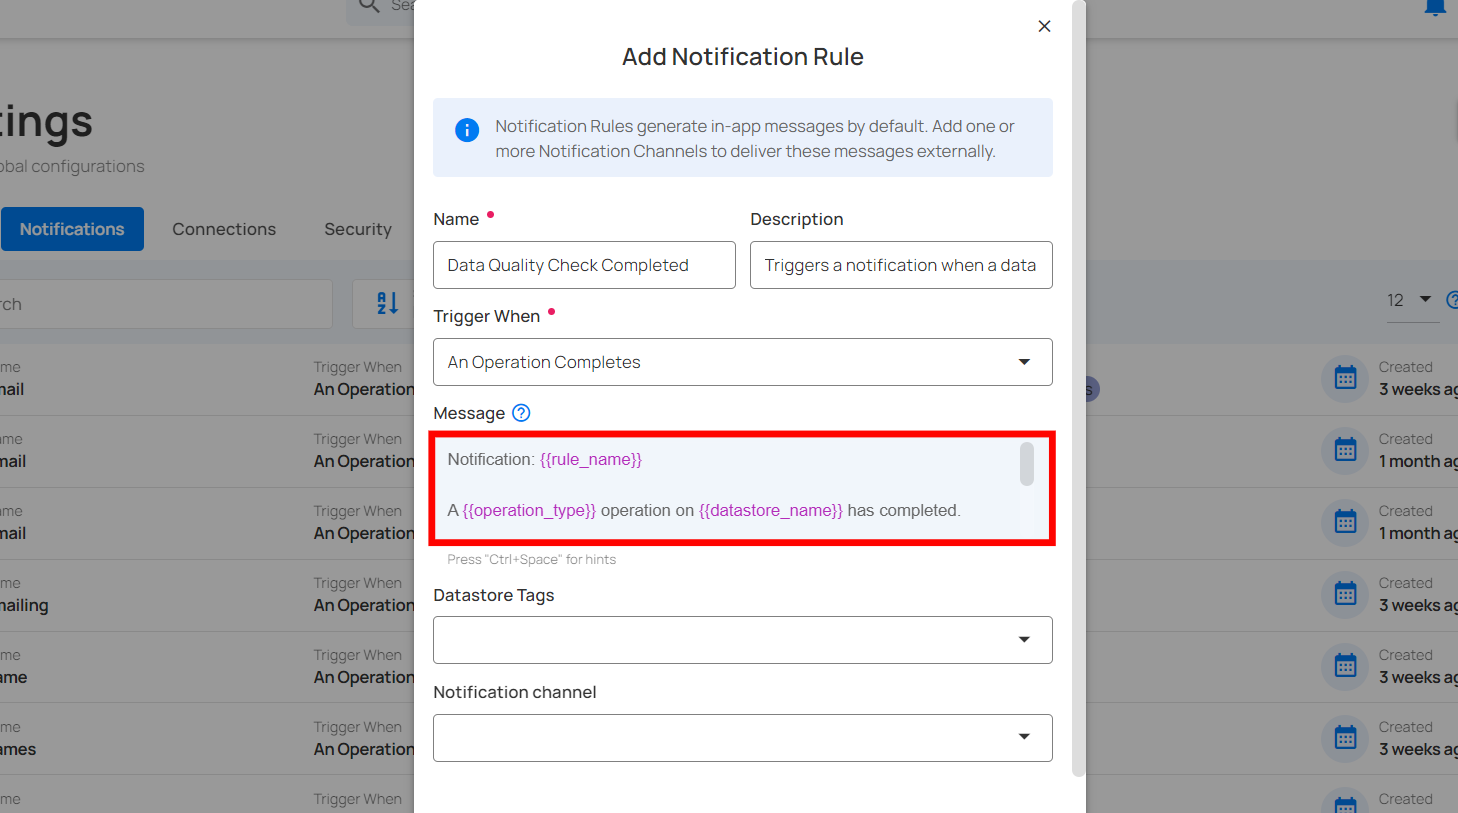 Add Notification Rule
Notification Rules generate in-app messages by default. Add one or
more Notification Channels to deliver these messages externally.
tings
obal configurations
Notifications
Connections
Security
Name
Description
Data Quality Check Completed
Triggers a notification when a data
Trigger When
An Operation Completes
Message
Notification: {{rule_name}}
A {{operation_type}} operation on {{datastore_name}} has completed.
Press "Ctrl+Space" for hints
Datastore Tags
Notification channel
rch
A
Z
12
me
mail
Trigger When
An Operation
s
Created
3 weeks ag
ame
mail
Trigger When
An Operation
Created
1 month ag
me
mail
Trigger When
An Operation
Created
1 month ag
me
nailing
Trigger When
An Operation
Created
3 weeks ag
me
ame
Trigger When
An Operation
Created
3 weeks ag
me
ames
Trigger When
An Operation
Created
3 weeks ag
me
Trigger When
Created